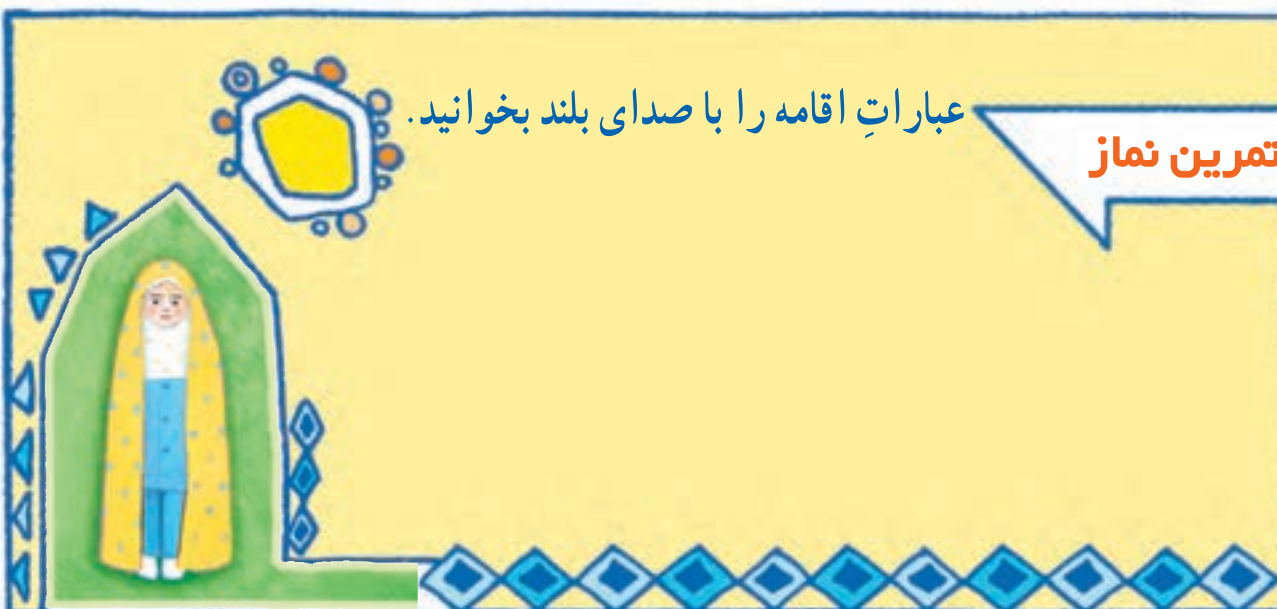 تمرین نماز
عباراتِ اقامه را با صدای بلند بخوانید.